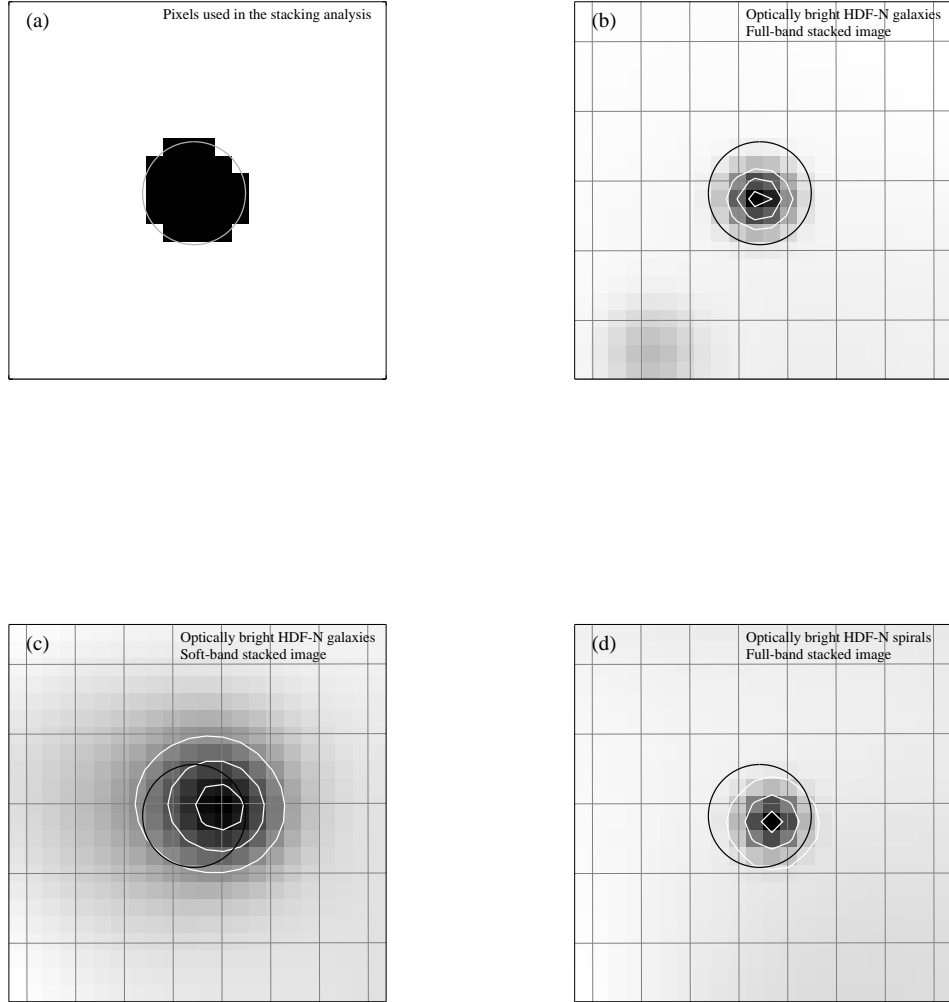 (a)
Pixels used in the stacking analysis
(b)
Optically bright HDF-N galaxies
Full-band stacked image
(c)
Optically bright HDF-N galaxies
Soft-band stacked image
(d)
Optically bright HDF-N spirals
Full-band stacked image